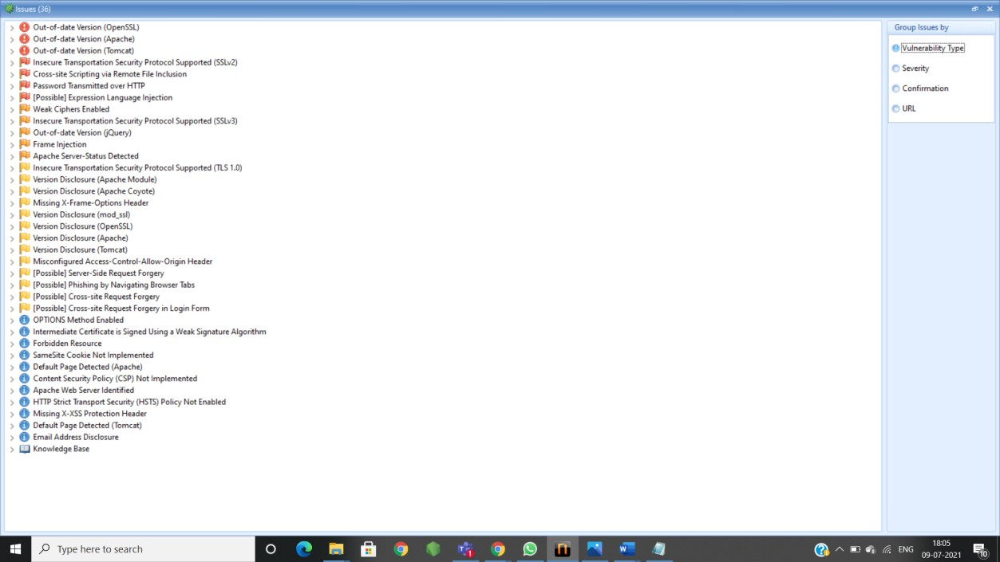 Issues (36)
Out-of-date Version (OpenSSL)
Out-of-date Version (Apache)
Out-of-date Version (Tomcat)
Insecure Transportation Security Protocol Supported (SSLv2)
Cross-site Scripting via Remote File Inclusion
Password Transmitted over HTTP
[Possible] Expression Language Injection
Weak Ciphers Enabled
Insecure Transportation Security Protocol Supported (SSLv3)
Out-of-date Version (jQuery)
Frame Injection
Apache Server-Status Detected
Insecure Transportation Security Protocol Supported (TLS 1.0)
Version Disclosure (Apache Module)
Version Disclosure (Apache Coyote)
Missing X-Frame-Options Header
Version Disclosure (mod_ssl)
Version Disclosure (OpenSSL)
Version Disclosure (Apache)
Version Disclosure (Tomcat)
Misconfigured Access-Control-Allow-Origin Header
[Possible] Server-Side Request Forgery
[Possible] Phishing by Navigating Browser Tabs
[Possible] Cross-site Request Forgery
[Possible] Cross-site Request Forgery in Login Form
OPTIONS Method Enabled
Intermediate Certificate is Signed Using a Weak Signature Algorithm
Forbidden Resource
SameSite Cookie Not Implemented
Default Page Detected (Apache)
Content Security Policy (CSP) Not Implemented
Apache Web Server Identified
HTTP Strict Transport Security (HSTS) Policy Not Enabled
Missing X-XSS Protection Header
Default Page Detected (Tomcat)
Email Address Disclosure
Knowledge Base
Group Issues by
Vulnerability Type
Severity
Confirmation
URL
Type here to search
1
ENG
18:05
09-07-2021
10